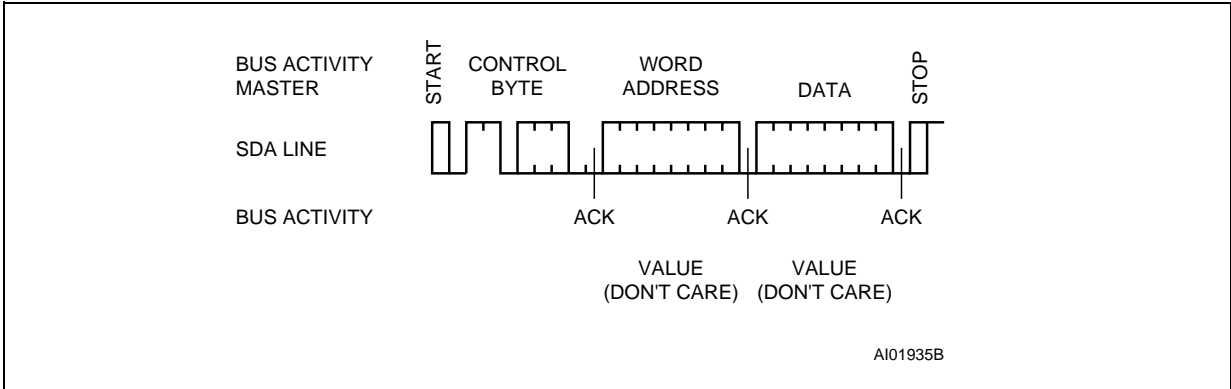 BUS ACTIVITY
MASTER
START
CONTROL
BYTE
WORD
ADDRESS
DATA
STOP
SDA LINE
BUS ACTIVITY
ACK
ACK
ACK
VALUE
(DON'T CARE)
VALUE
(DON'T CARE)
AI01935B